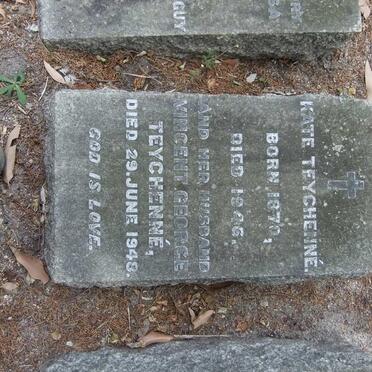 KATE TEYCHENNÉ.
BORN 1870,
DIED 1946,
AND HER HUSBAND
VINCENT GEORGE
TEYCHENNÉ,
DIED 29.JUNE 1948.
GOD IS LOVE.
GUY